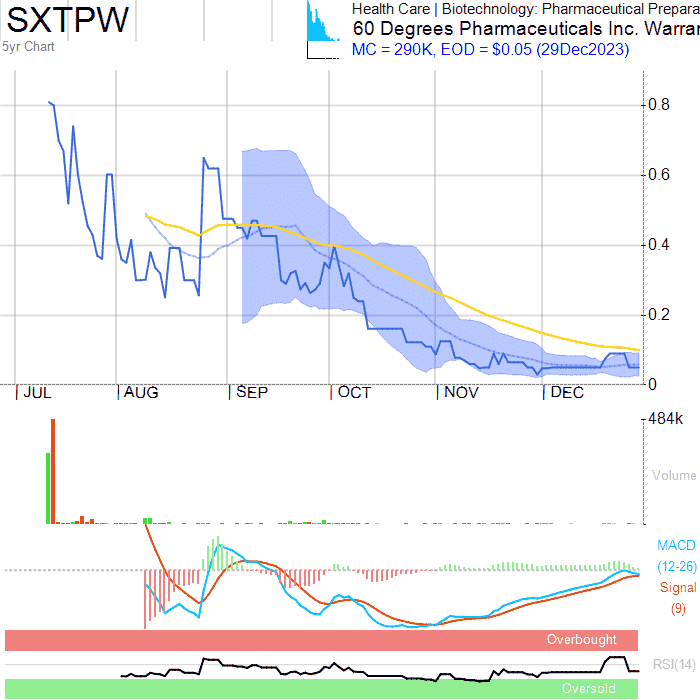 SXTPW
5yr Chart
Health Care | Biotechnology: Pharmaceutical Prepara
60 Degrees Pharmaceuticals Inc. Warrar
MC = 290K, EOD = $0.05 (29Dec2023)
0.8
0.6
0.4
0.2
0
JUL AUG SEP OCT NOV DEC
484k
Volume
MACD
(12-26)
Signal
(9)
Overbought
RSI(14)
Oversold